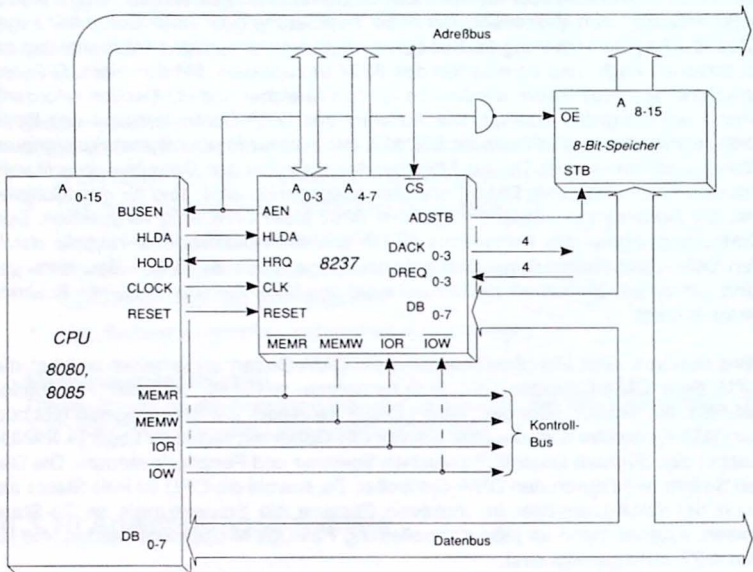 Adreßbus
A 8-15
OE
8-Bit-Speicher
STB
A 0-15
A 0-3 A 4-7 CS
BUSEN AEN
ADSTB
HLDA HLDA
DACK 0-3 4
HOLD HRQ 8237
DREQ 0-3 4
CLOCK CLK
RESET RESET
DB 0-7
CPU
8080,
8085
MEMR MEMW IOR IOW
MEMR
MEMW
IOR
IOW
Kontroll-
Bus
DB 0-7
Datenbus